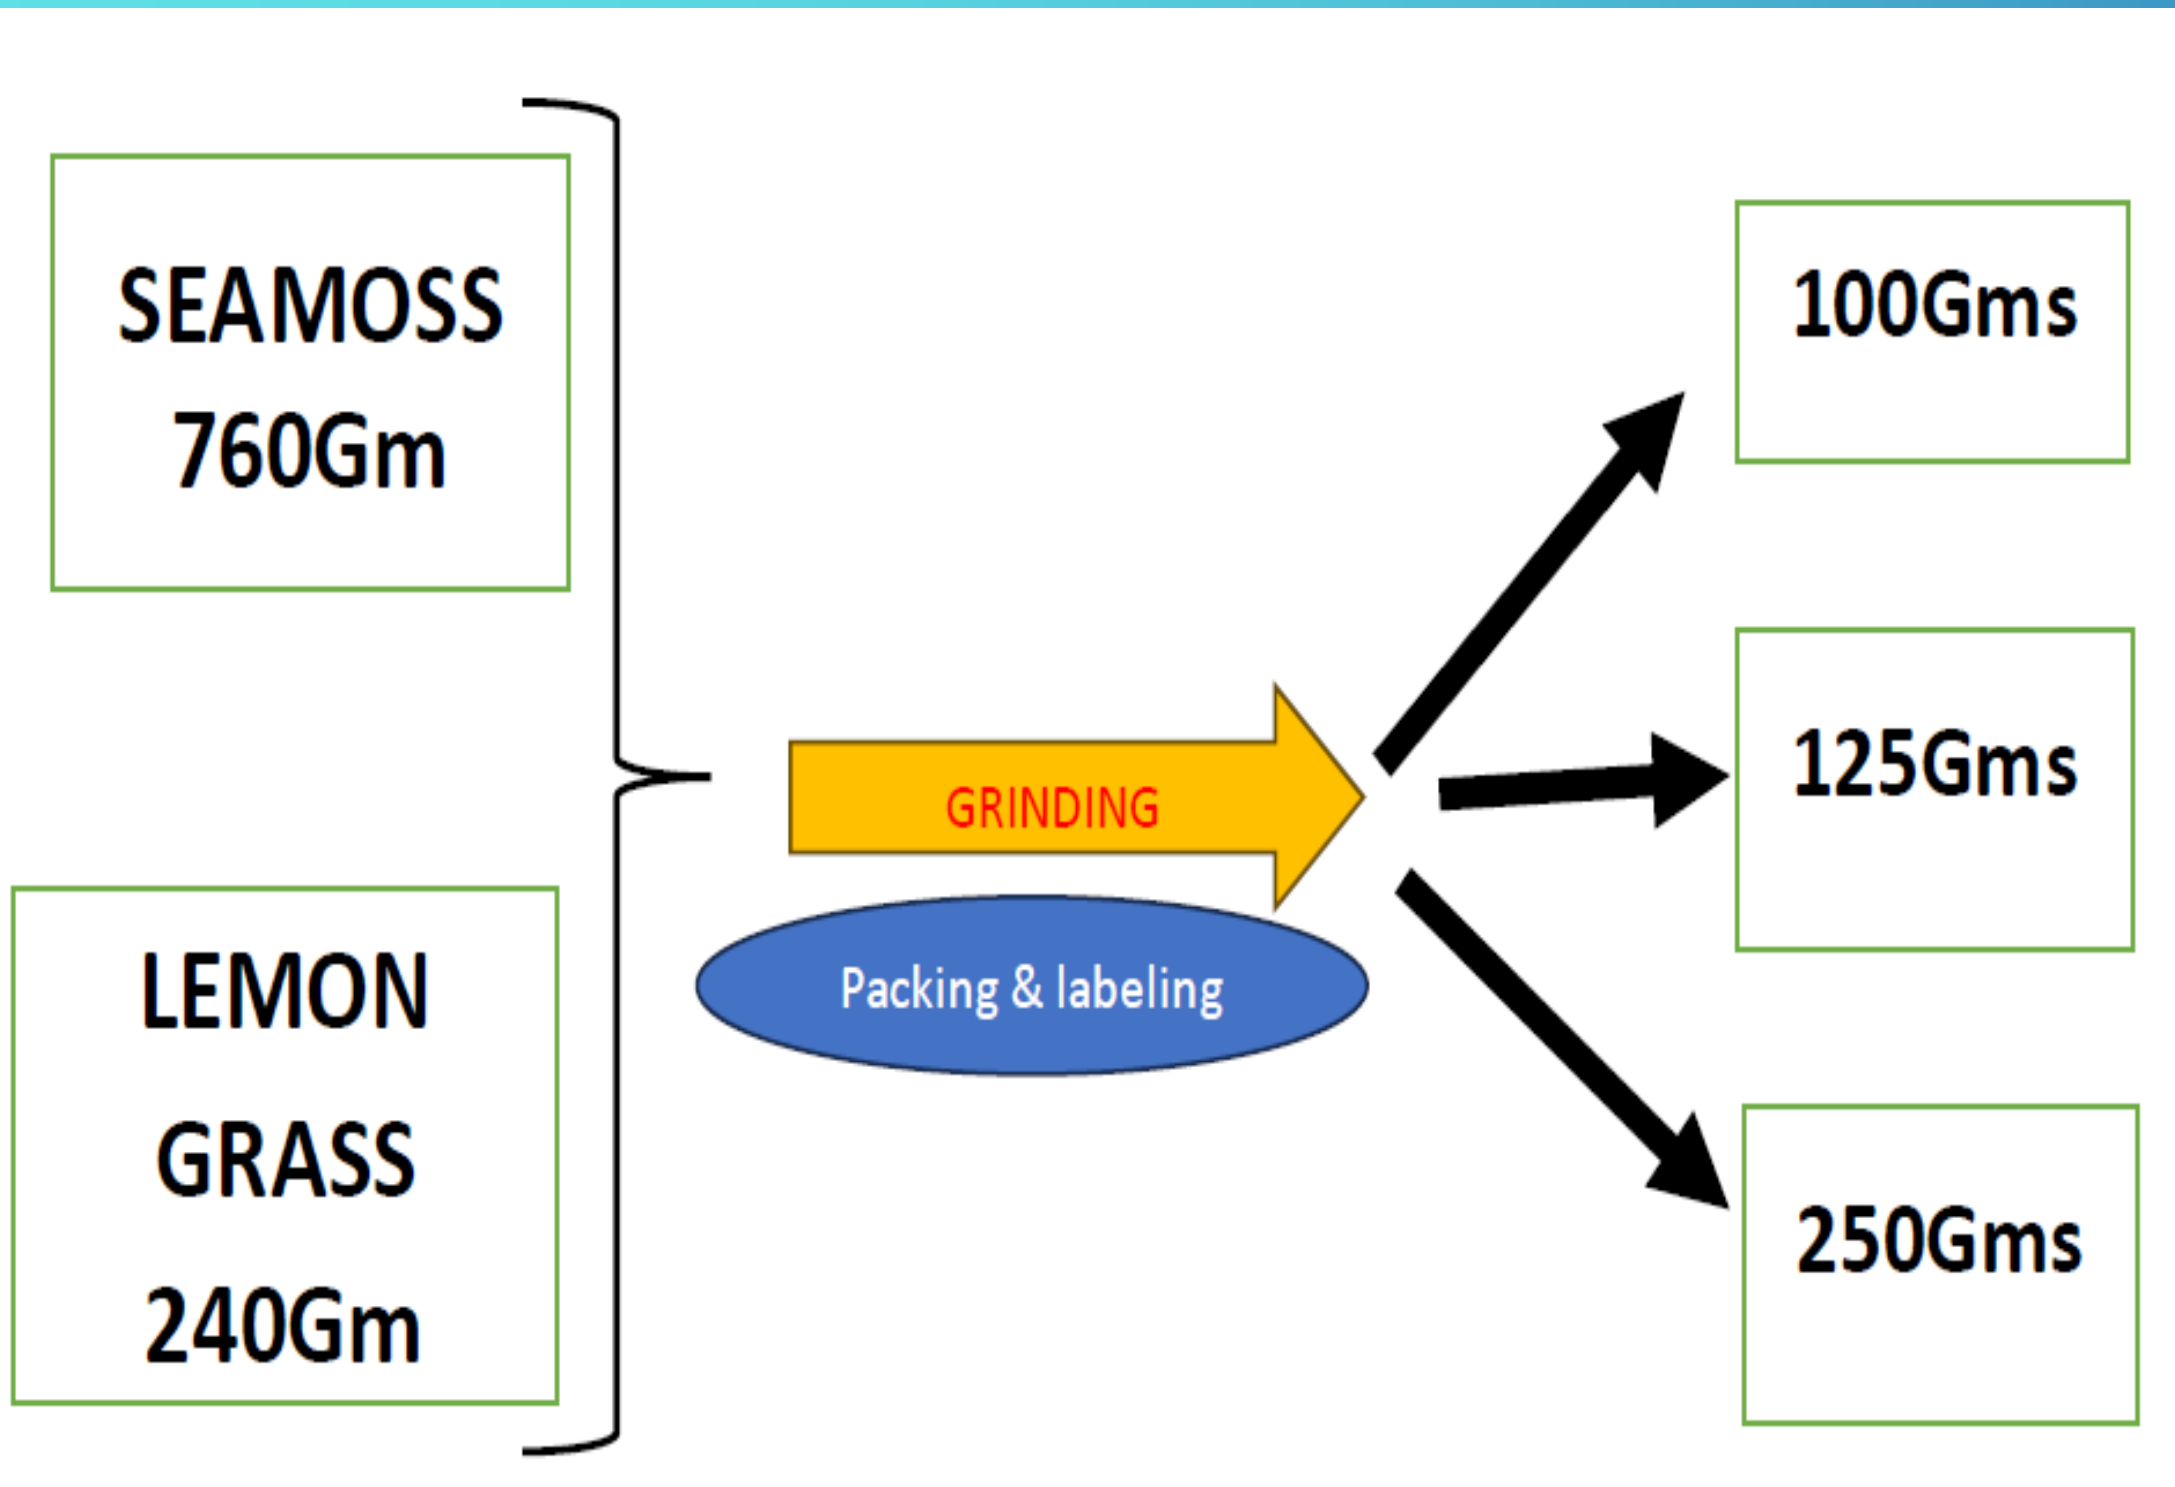 SEAMOSS
760Gm
LEMON
GRASS
240Gm
GRINDING
Packing & labeling
100Gms
125Gms
250Gms